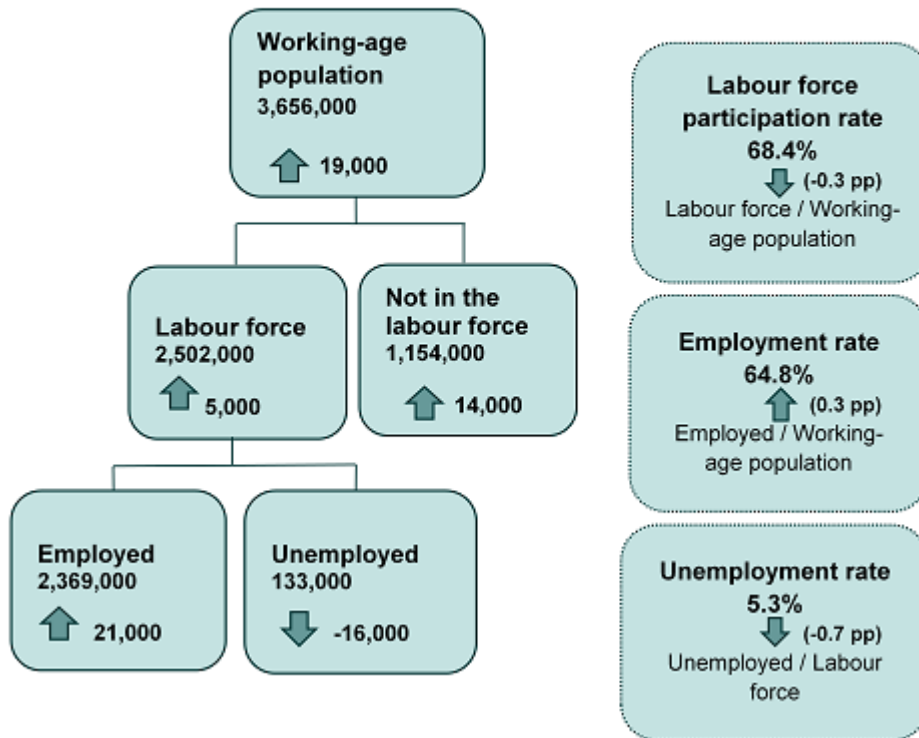 Working-age
population
3,656,000
19,000
Labour force
2,502,000
5,000
Not in the
labour force
1,154,000
14,000
Employed
2,369,000
21,000
Unemployed
133,000
-16,000
Labour force
participation rate
68.4%
(-0.3 pp)
Labour force / Working-
age population
Employment rate
64.8%
(0.3 pp)
Employed / Working-
age population
Unemployment rate
5.3%
(-0.7 pp)
Unemployed / Labour
force